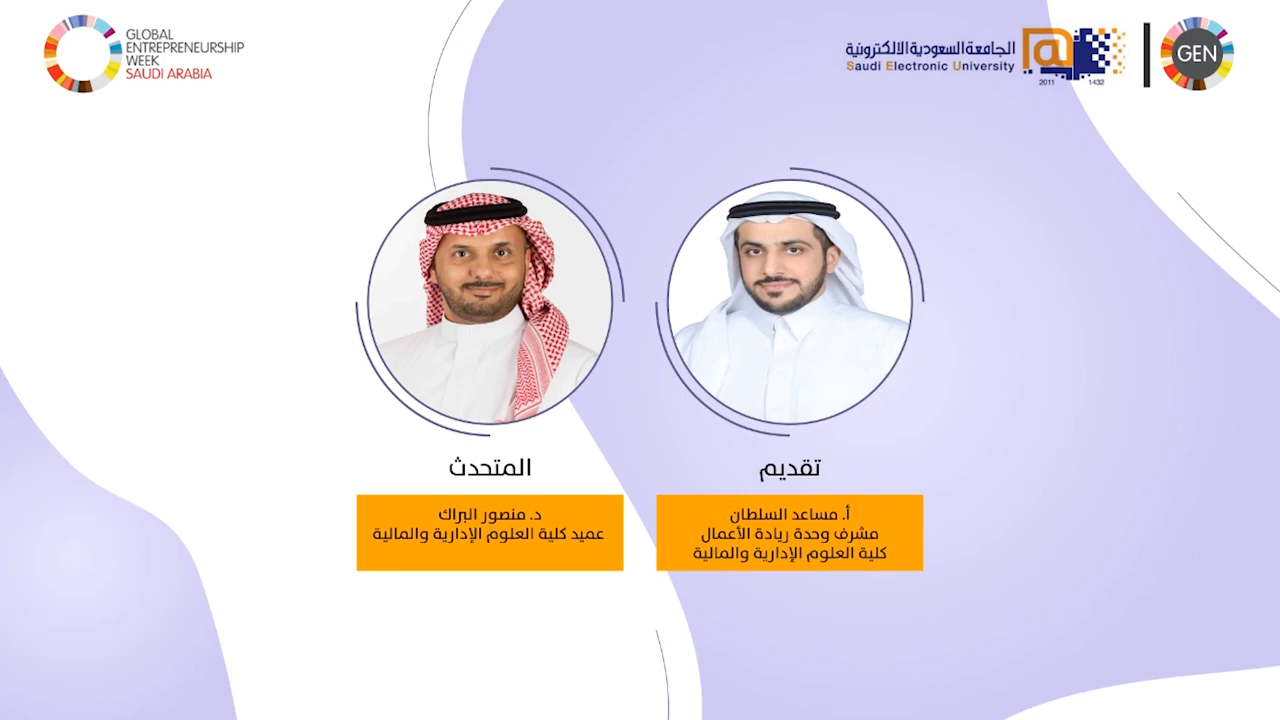 GLOBAL
ENTREPRENEURSHIP
WEEK
SAUDI ARABIA
الجامعة السعودية الالكترونية
Saudi Electronic University
2011 1432
GEN
تقديم
أ. مساعد السلطان
مشرف وحدة ريادة الأعمال
كلية العلوم الإدارية والمالية
المتحدث
د. منصور البراك
عميد كلية العلوم الإدارية والمالية